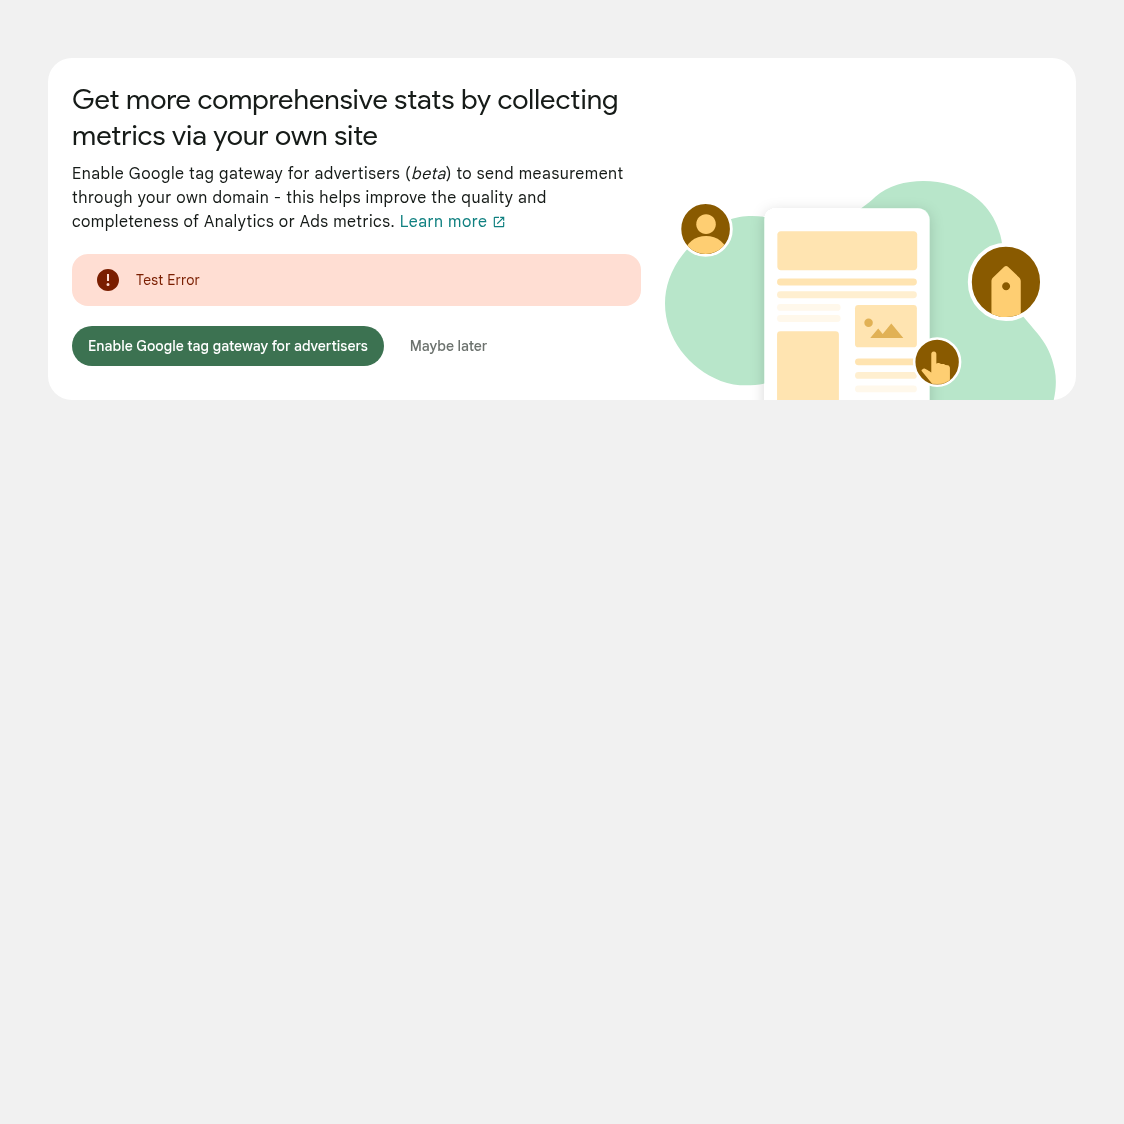 Get more comprehensive stats by collecting
metrics via your own site
Enable Google tag gateway for advertisers (beta) to send measurement
through your own domain - this helps improve the quality and
completeness of Analytics or Ads metrics. Learn more
Test Error
Enable Google tag gateway for advertisers
Maybe later